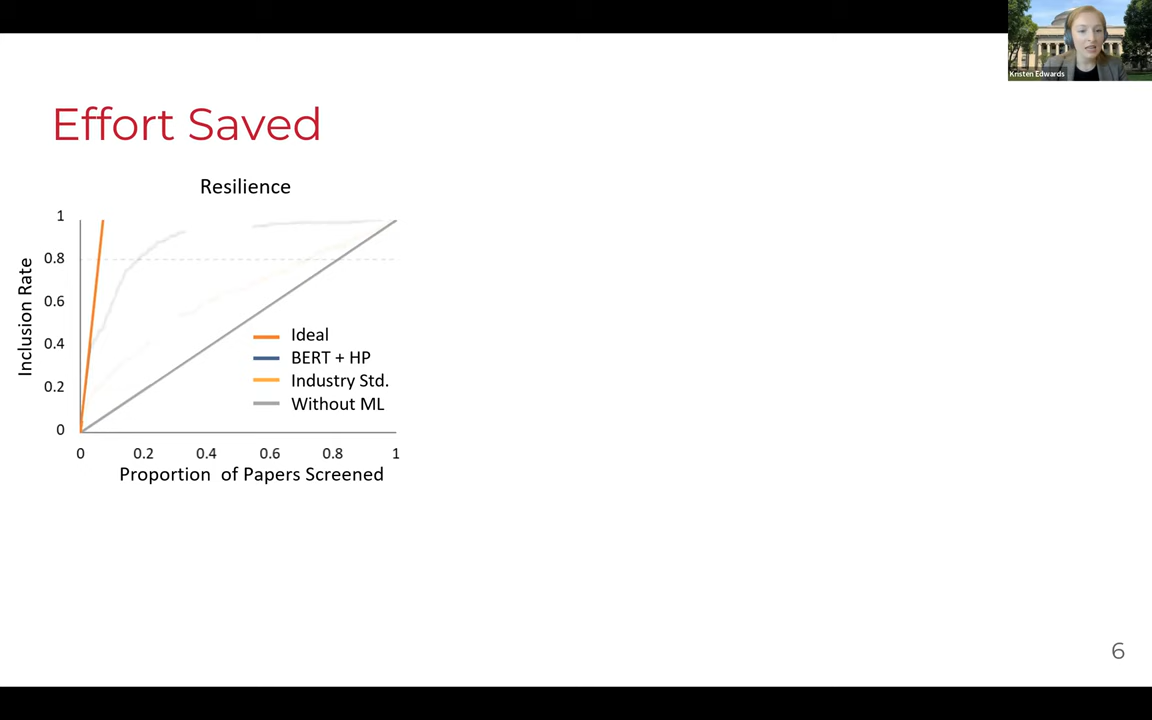 Kristen Edwards
Effort Saved
Resilience
1
0.8
0.6
0.4
0.2
0
Inclusion Rate
Ideal
BERT + HP
Industry Std.
Without ML
0 0.2 0.4 0.6 0.8 1
Proportion of Papers Screened
6